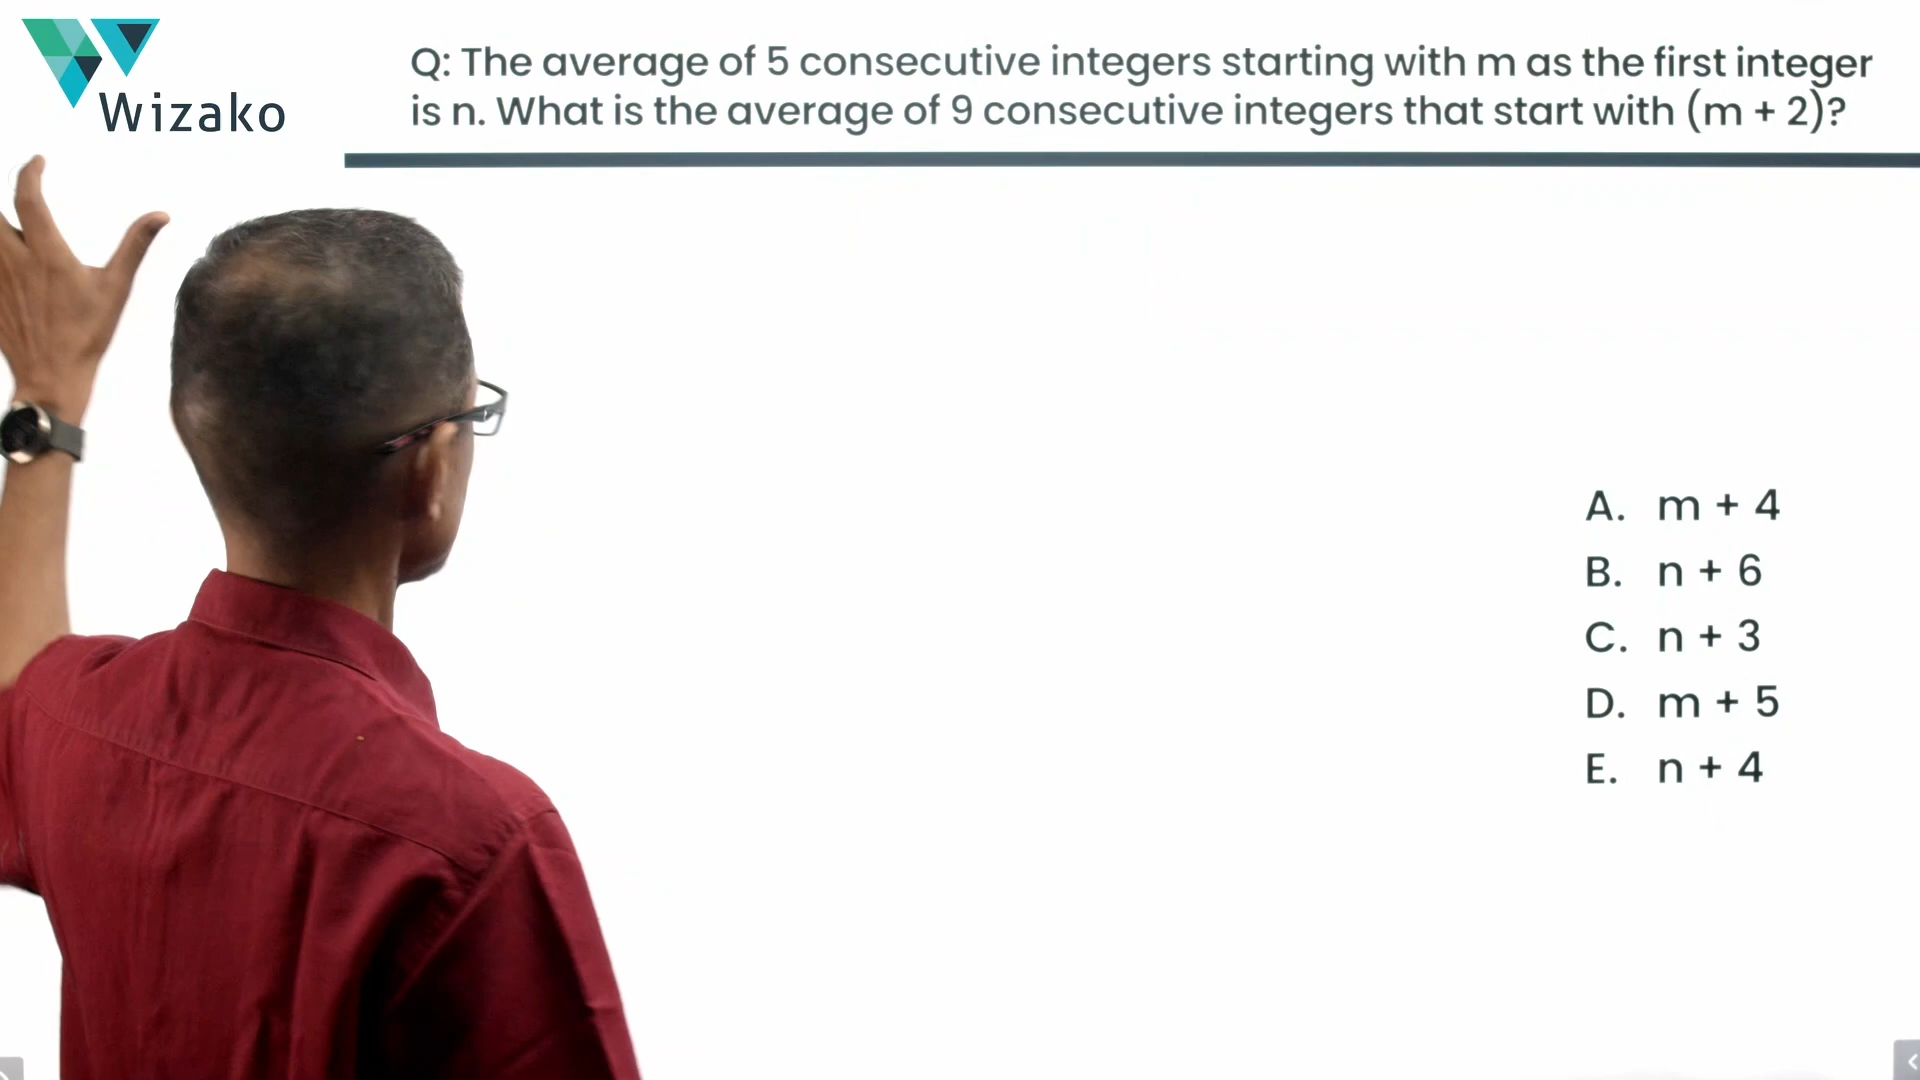 Wizako
Q: The average of 5 consecutive integers starting with m as the first integer
is n. What is the average of 9 consecutive integers that start with (m + 2)?
A. m + 4
B. n + 6
C. n + 3
D. m + 5
E. n + 4